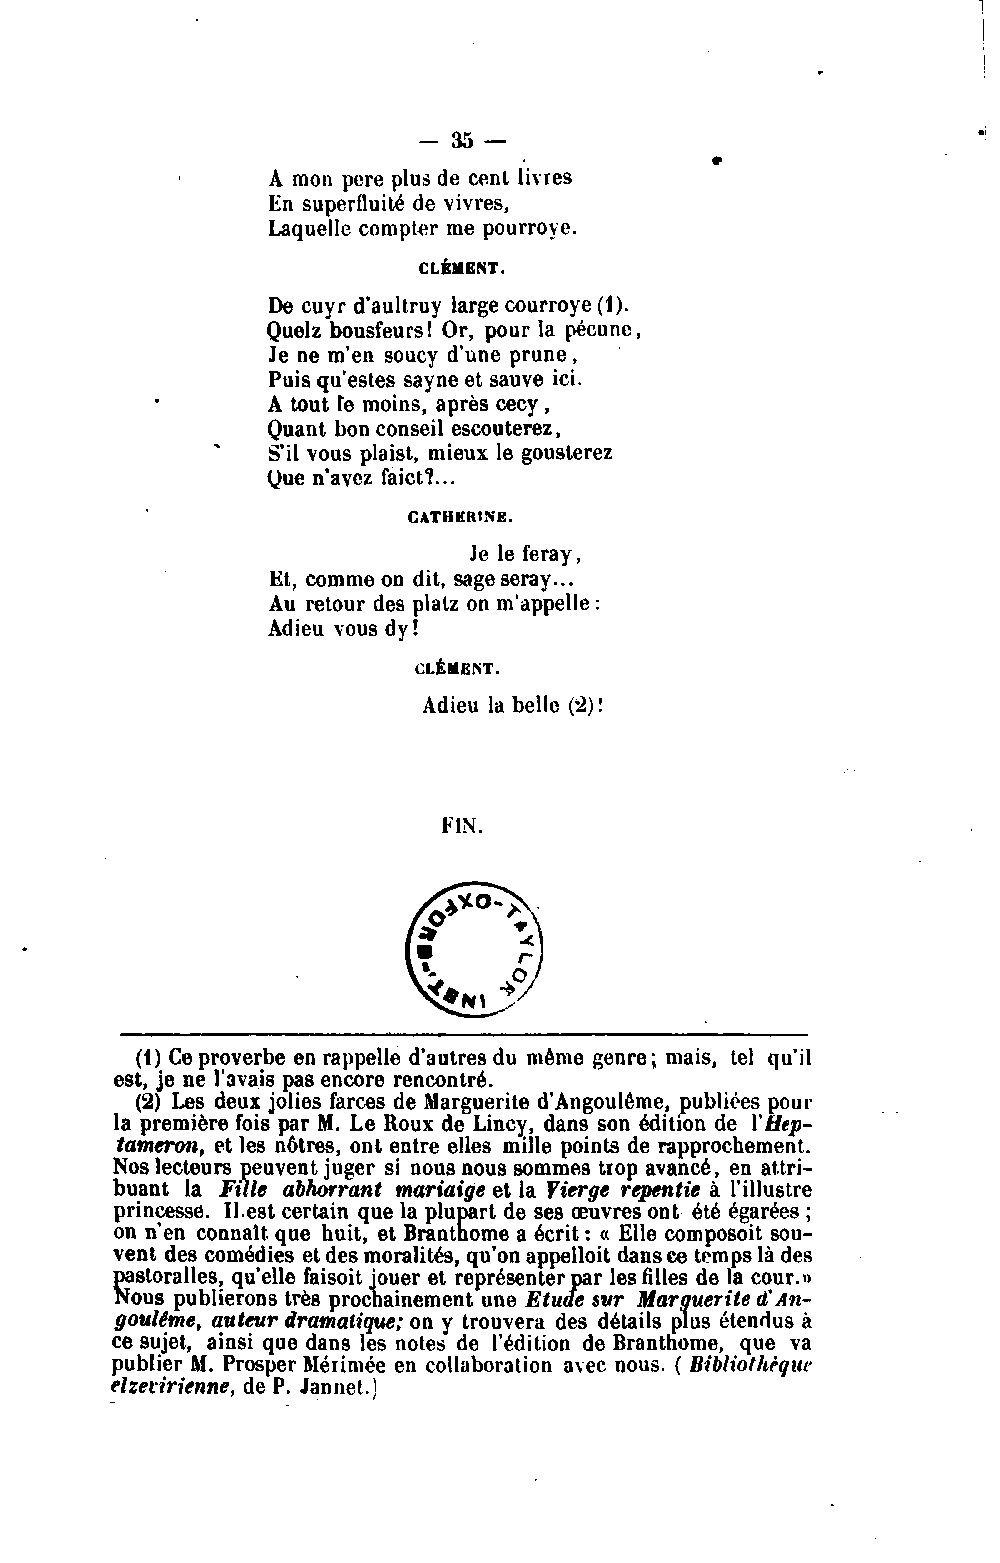 — 35 —
A mon pere plus de cent livres
En superfluité de vivres,
Laquelle compter me pourroye.
CLÉMENT.
De cuyr d'aultruy large courroye (1).
Quelz bousfeurs! Or, pour la pécune,
Je ne m'en soucy d'une prune,
Puis qu'estes sayne et sauve ici.
A tout le moins, après cecy,
Quant bon conseil escouterez,
S'il vous plaist, mieux le gousterez
Que n'avez faict?...
CATHERINE.
Je le feray,
Et, comme on dit, sage seray...
Au retour des platz on m'appelle :
Adieu vous dy!
CLÉMENT.
Adieu la belle (2)!
FIN.
TAYLOR INST.- OXFORD
(1) Ce proverbe en rappelle d'autres du même genre; mais, tel qu'il
est, je ne l'avais pas encore rencontré.
(2) Les deux jolies farces de Marguerite d'Angoulême, publiées pour
la première fois par M. Le Roux de Lincy, dans son édition de l'Hep-
tameron, et les nôtres, ont entre elles mille points de rapprochement.
Nos lecteurs peuvent juger si nous nous sommes trop avancé, en attri-
buant la Fille abhorrant mariaige et la Vierge repentie à l'illustre
princesse. Il est certain que la plupart de ses œuvres ont été égarées ;
on n'en connaît que huit, et Branthome a écrit : « Elle composoit sou-
vent des comédies et des moralités, qu'on appelloit dans ce temps là des
pastoralles, qu'elle faisoit jouer et représenter par les filles de la cour.»
Nous publierons très prochainement une Etude sur Marguerite d'An-
goulême, auteur dramatique; on y trouvera des détails plus étendus à
ce sujet, ainsi que dans les notes de l'édition de Branthome, que va
publier M. Prosper Mérimée en collaboration avec nous. ( Bibliothèque
elzevirienne, de P. Jannet.)